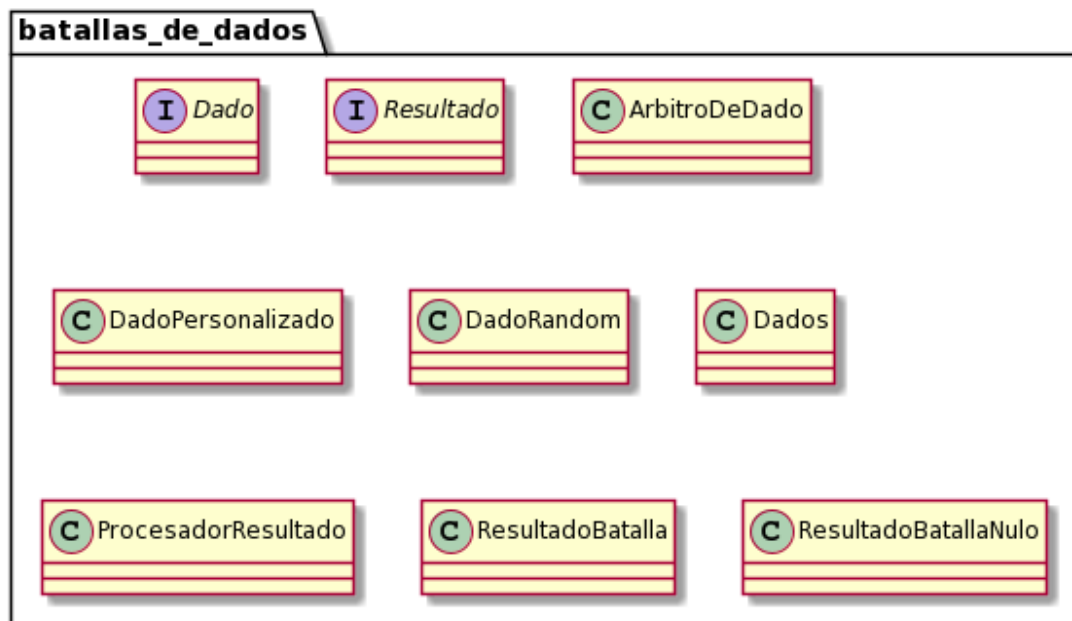 batallas_de_dados
I Dado I Resultado C ArbitroDeDado
C DadoPersonalizado C DadoRandom C Dados
C ProcesadorResultado C ResultadoBatalla C ResultadoBatallaNulo